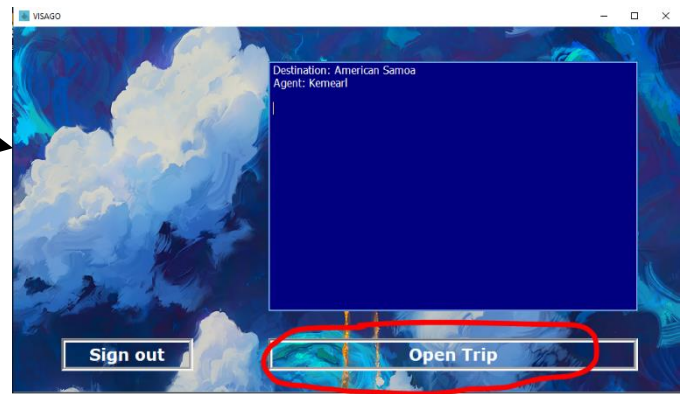 VISAGO
Destination: American Samoa
Agent: Kemearl
Sign out
Open Trip